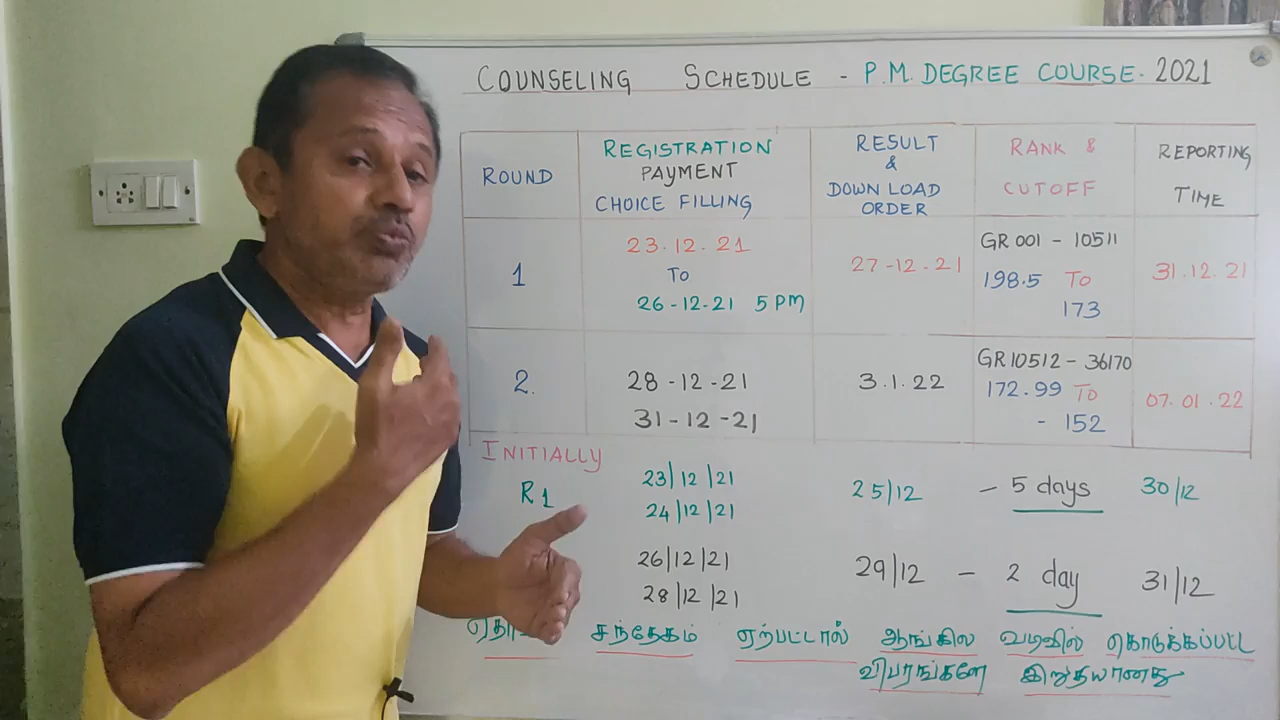 COUNSELING SCHEDULE - P.M. DEGREE COURSE - 2021
ROUND
REGISTRATION
PAYMENT
CHOICE FILLING
RESULT
&
DOWN LOAD
ORDER
RANK &
CUTOFF
REPORTING
TIME
1
23.12.21
TO
26-12-21 5 PM
27-12-21
GR 001 - 10511
198.5 TO
173
31.12.21
2.
28-12-21
31-12-21
3.1.22
GR 10512 - 36170
172.99 TO
- 152
07.01.22
INITIALLY
R1
23/12/21
24/12/21
25/12 - 5 days 30/12
26/12/21
28/12/21
29/12 - 2 day 31/12
சந்தேகம் ஏற்பட்டால் ஆங்கில வடிவில் கொடுக்கப்பட்ட
விபரங்களே இறுதியானது